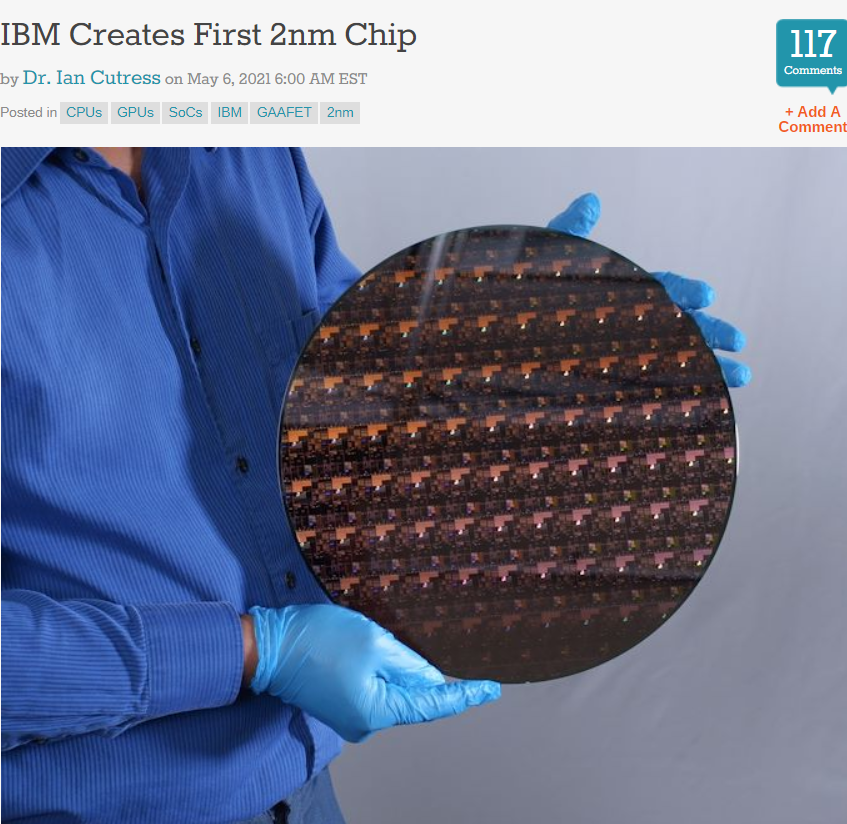 IBM Creates First 2nm Chip
117
Comments
by Dr. Ian Cutress on May 6, 2021 6:00 AM EST
Posted in CPUs GPUs SoCs IBM GAAFET 2nm
+ Add A
Comment